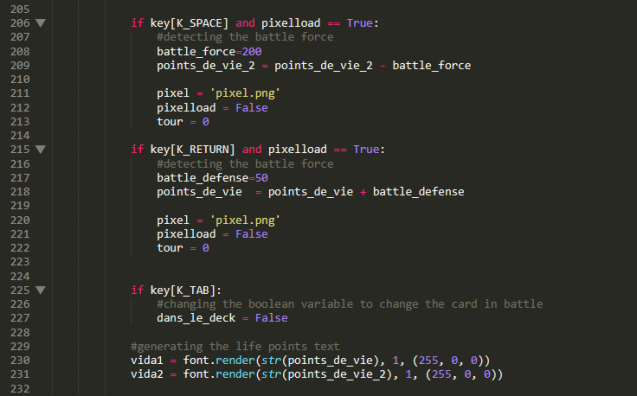 205
206 if key[K_SPACE] and pixelload == True:
207 #detecting the battle force
208 battle_force=200
209 points_de_vie_2 = points_de_vie_2 - battle_force
210
211 pixel = 'pixel.png'
212 pixelload = False
213 tour = 0
214
215 if key[K_RETURN] and pixelload == True:
216 #detecting the battle force
217 battle_defense=50
218 points_de_vie  = points_de_vie + battle_defense
219
220 pixel = 'pixel.png'
221 pixelload = False
222 tour = 0
223
224
225 if key[K_TAB]:
226 #changing the boolean variable to change the card in battle
227 dans_le_deck = False
228
229 #generating the life points text
230 vida1 = font.render(str(points_de_vie), 1, (255, 0, 0))
231 vida2 = font.render(str(points_de_vie_2), 1, (255, 0, 0))
232